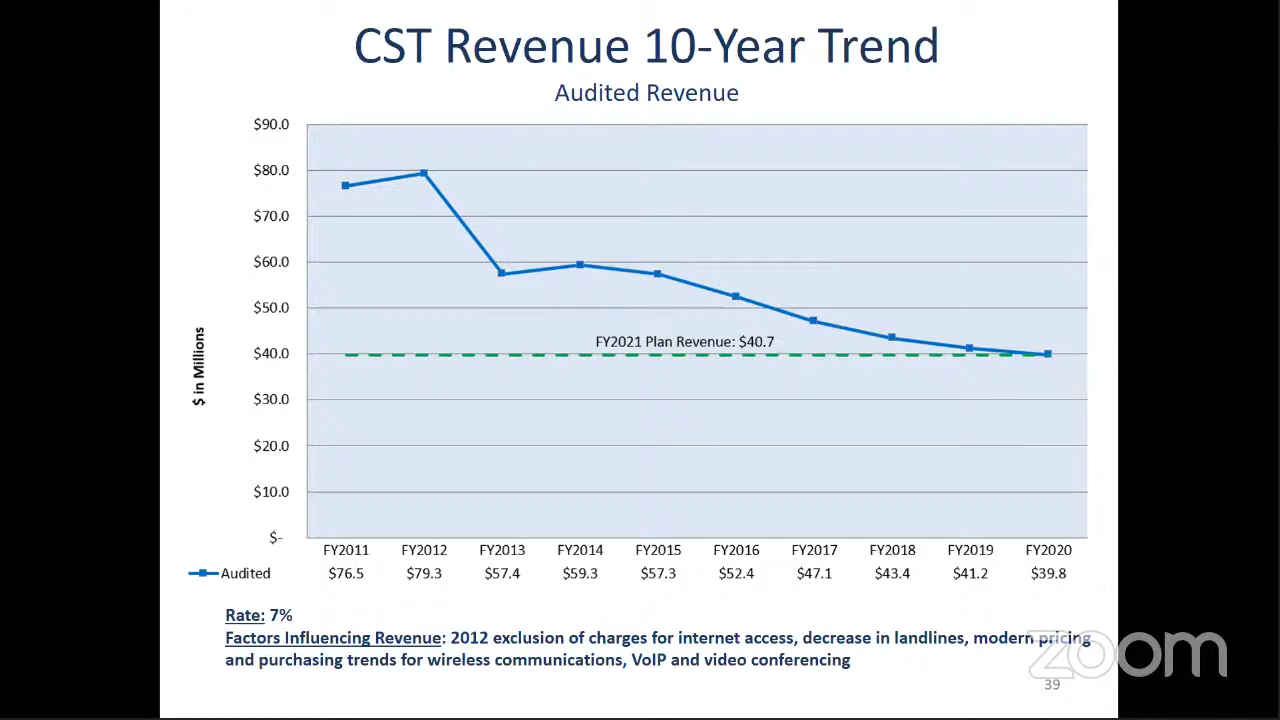 CST Revenue 10-Year Trend
Audited Revenue
$90.0
$80.0
$70.0
$60.0
$50.0
$40.0
$30.0
$20.0
$10.0
$-
$ in Millions
FY2021 Plan Revenue: $40.7
FY2011 FY2012 FY2013 FY2014 FY2015 FY2016 FY2017 FY2018 FY2019 FY2020
Audited $76.5 $79.3 $57.4 $59.3 $57.3 $52.4 $47.1 $43.4 $41.2 $39.8
Rate: 7%
Factors Influencing Revenue: 2012 exclusion of charges for internet access, decrease in landlines, modern pricing
and purchasing trends for wireless communications, VoIP and video conferencing
zoom
39